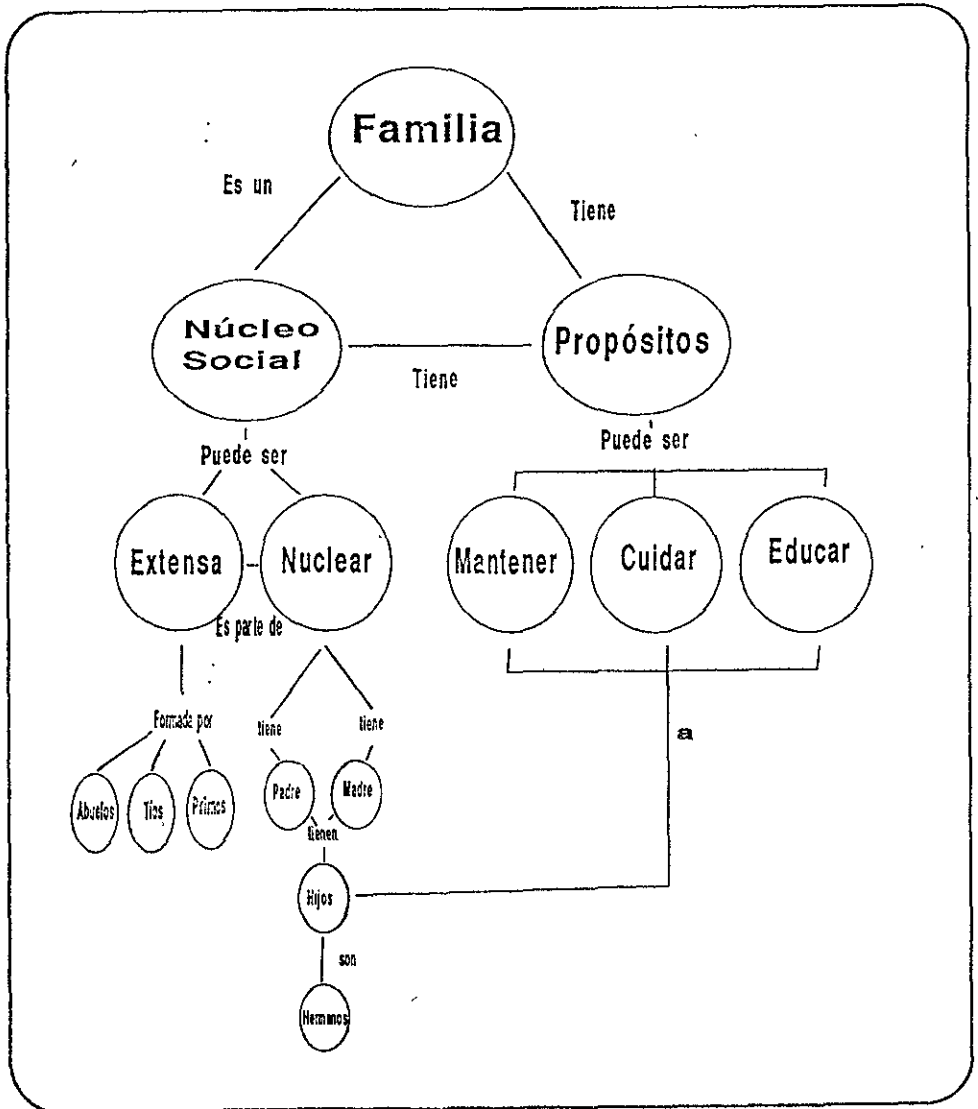 Familia
Es un
Tiene
Núcleo
Social
Propósitos
Tiene
Puede ser
Puede ser
Extensa
Nuclear
Mantener
Cuidar
Educar
Es parte de
Formada por
tiene
tiene
a
Abuelos
Tíos
Primos
Padre
Madre
tienen
Hijos
son
Hermanos